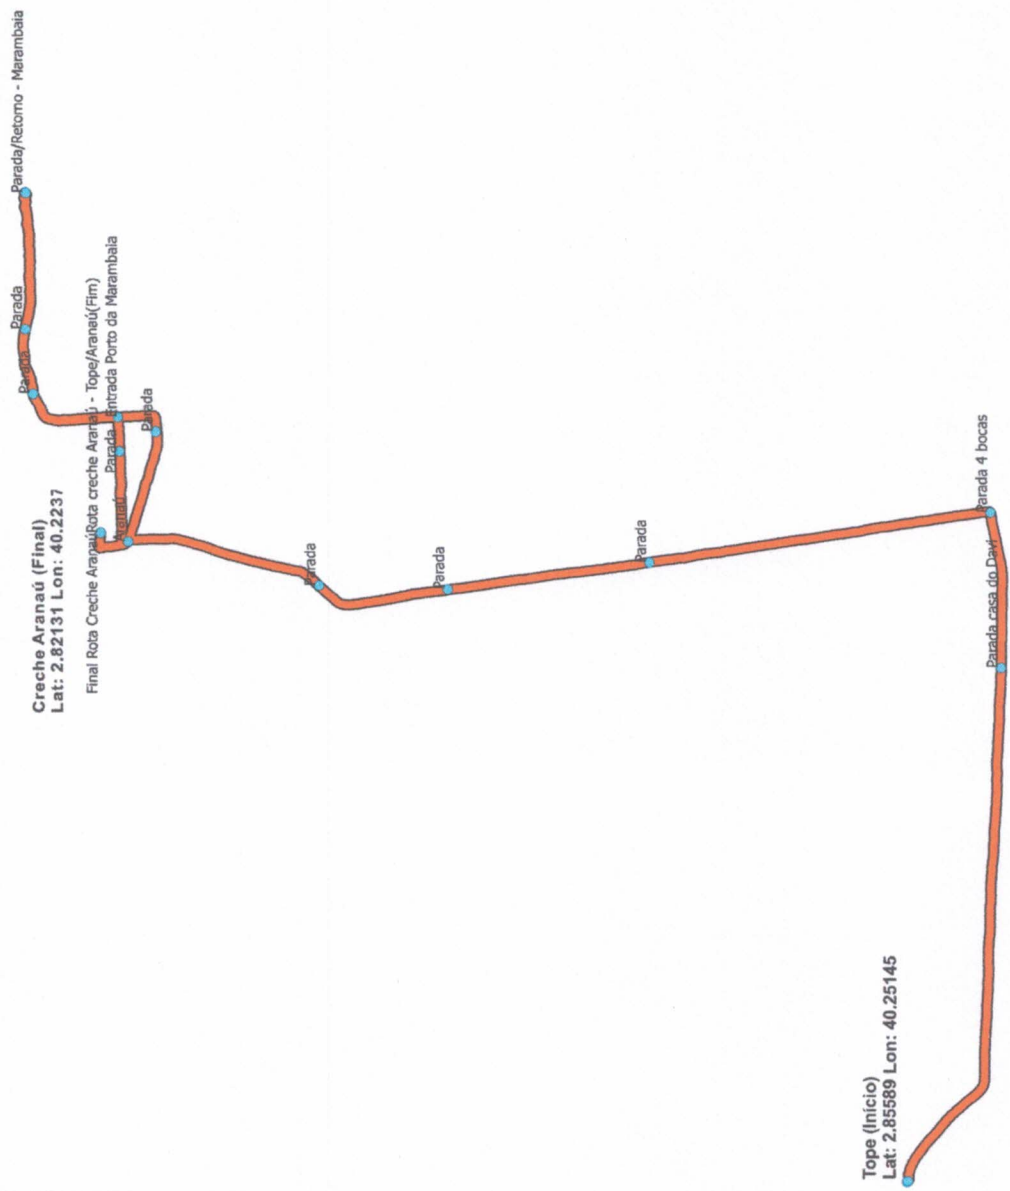 Parada/Retorno - Marambaia
Parada
Parada
Creche Aranaú (Final)
Lat: 2.82131 Lon: 40.2237
Final Rota Creche Aranaú
Rota creche Aranaú - Tope/Aranaú(Fim)
Entrada Porto da Marambaia
Parada
Aranaú
Parada
Parada
Parada
Parada
Parada 4 bocas
Parada casa do Davi
Tope (Início)
Lat: 2.85589 Lon: 40.25145